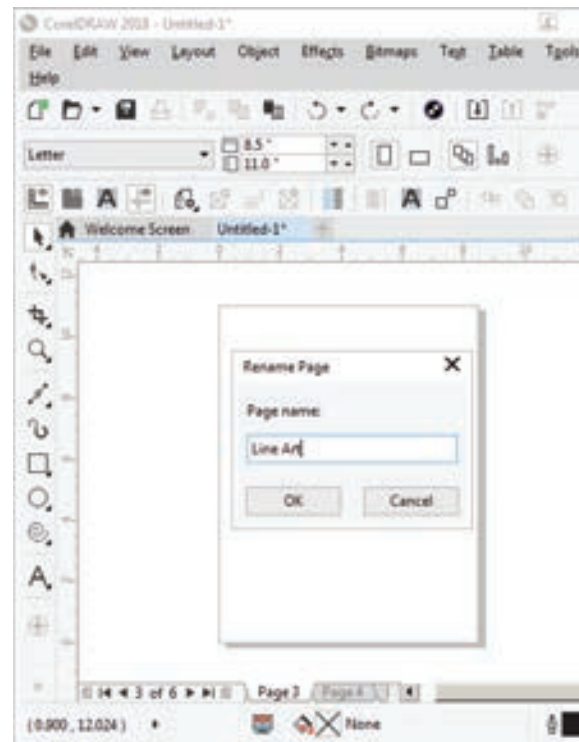 CorelDRAW 2018 - Untitled-1*
File Edit View Layout Object Effects Bitmaps Text Table Tools
Help
Letter
8.5 "
11.0 "
Welcome Screen Untitled-1*
Rename Page
Page name:
Line Art
OK Cancel
3 of 6 Page 3 Page 4
(0.900, 12.024) None